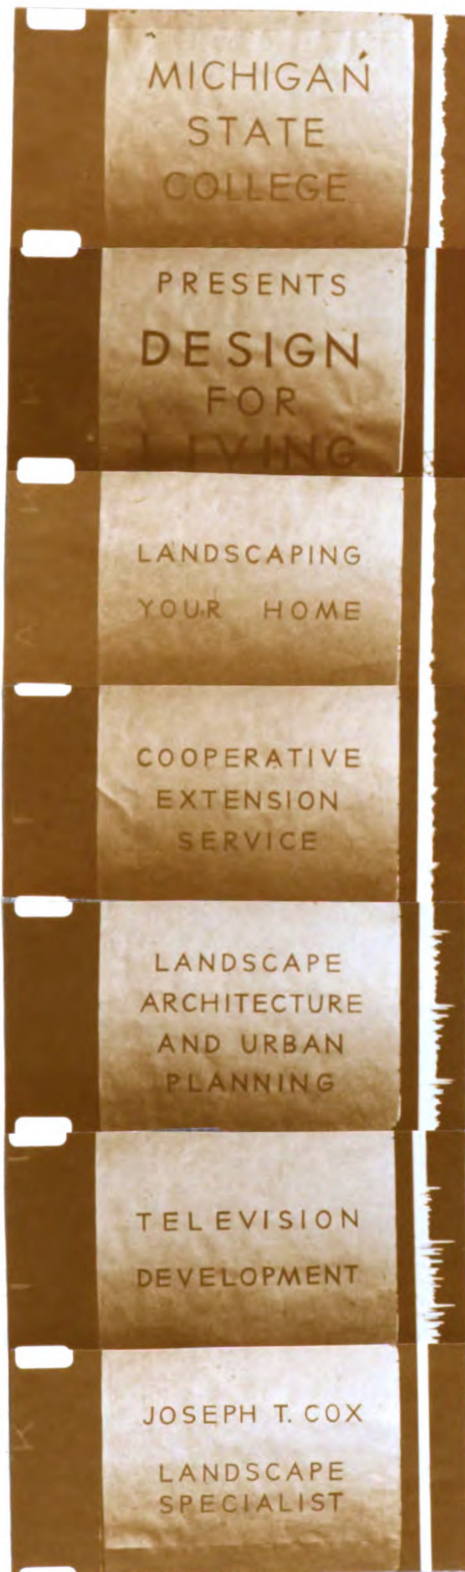 MICHIGAN
STATE
COLLEGE
PRESENTS
DESIGN
FOR
LIVING
LANDSCAPING
YOUR HOME
COOPERATIVE
EXTENSION
SERVICE
LANDSCAPE
ARCHITECTURE
AND URBAN
PLANNING
TELEVISION
DEVELOPMENT
JOSEPH T. COX
LANDSCAPE
SPECIALIST